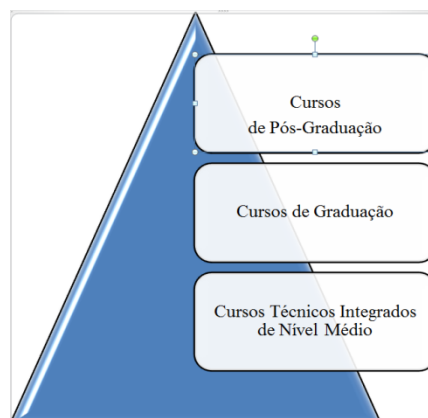 Cursos
de Pós-Graduação
Cursos de Graduação
Cursos Técnicos Integrados
de Nível Médio